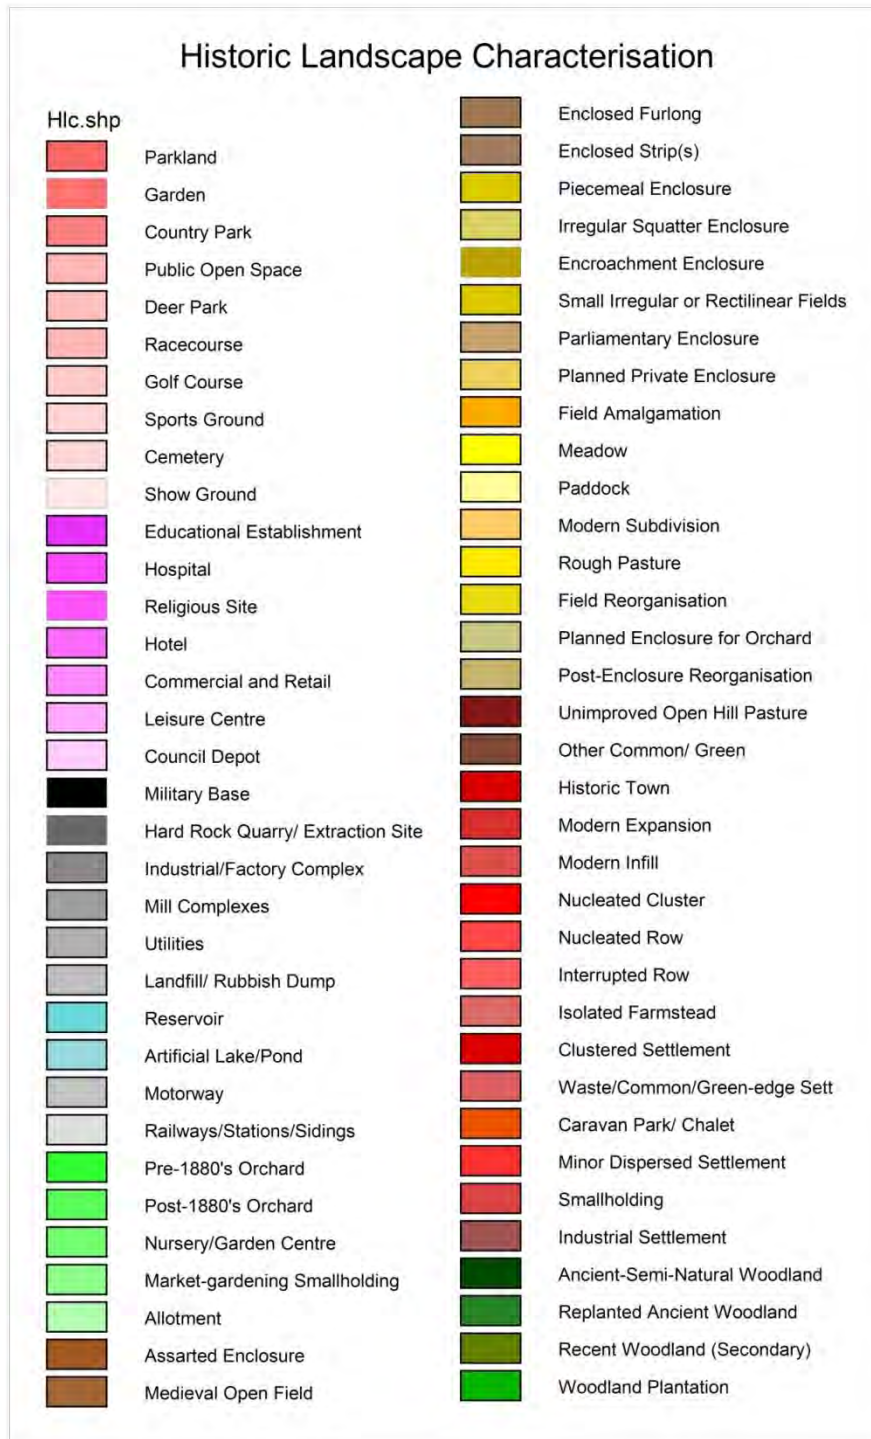 Historic Landscape Characterisation
Hlc.shp
Parkland
Garden
Country Park
Public Open Space
Deer Park
Racecourse
Golf Course
Sports Ground
Cemetery
Show Ground
Educational Establishment
Hospital
Religious Site
Hotel
Commercial and Retail
Leisure Centre
Council Depot
Military Base
Hard Rock Quarry/ Extraction Site
Industrial/Factory Complex
Mill Complexes
Utilities
Landfill/ Rubbish Dump
Reservoir
Artificial Lake/Pond
Motorway
Railways/Stations/Sidings
Pre-1880's Orchard
Post-1880's Orchard
Nursery/Garden Centre
Market-gardening Smallholding
Allotment
Assarted Enclosure
Medieval Open Field
Enclosed Furlong
Enclosed Strip(s)
Piecemeal Enclosure
Irregular Squatter Enclosure
Encroachment Enclosure
Small Irregular or Rectilinear Fields
Parliamentary Enclosure
Planned Private Enclosure
Field Amalgamation
Meadow
Paddock
Modern Subdivision
Rough Pasture
Field Reorganisation
Planned Enclosure for Orchard
Post-Enclosure Reorganisation
Unimproved Open Hill Pasture
Other Common/ Green
Historic Town
Modern Expansion
Modern Infill
Nucleated Cluster
Nucleated Row
Interrupted Row
Isolated Farmstead
Clustered Settlement
Waste/Common/Green-edge Sett
Caravan Park/ Chalet
Minor Dispersed Settlement
Smallholding
Industrial Settlement
Ancient-Semi-Natural Woodland
Replanted Ancient Woodland
Recent Woodland (Secondary)
Woodland Plantation